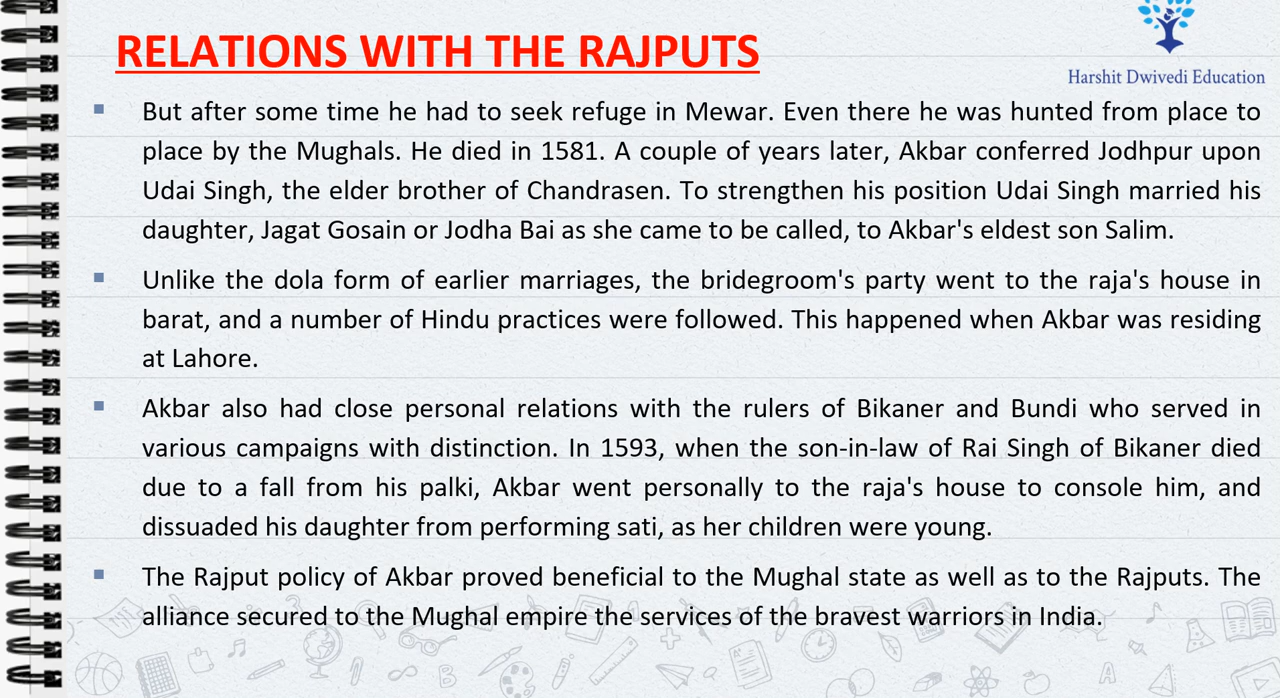 RELATIONS WITH THE RAJPUTS
Harshit Dwivedi Education
▪ But after some time he had to seek refuge in Mewar. Even there he was hunted from place to
place by the Mughals. He died in 1581. A couple of years later, Akbar conferred Jodhpur upon
Udai Singh, the elder brother of Chandrasen. To strengthen his position Udai Singh married his
daughter, Jagat Gosain or Jodha Bai as she came to be called, to Akbar's eldest son Salim.
▪ Unlike the dola form of earlier marriages, the bridegroom's party went to the raja's house in
barat, and a number of Hindu practices were followed. This happened when Akbar was residing
at Lahore.
▪ Akbar also had close personal relations with the rulers of Bikaner and Bundi who served in
various campaigns with distinction. In 1593, when the son-in-law of Rai Singh of Bikaner died
due to a fall from his palki, Akbar went personally to the raja's house to console him, and
dissuaded his daughter from performing sati, as her children were young.
▪ The Rajput policy of Akbar proved beneficial to the Mughal state as well as to the Rajputs. The
alliance secured to the Mughal empire the services of the bravest warriors in India.